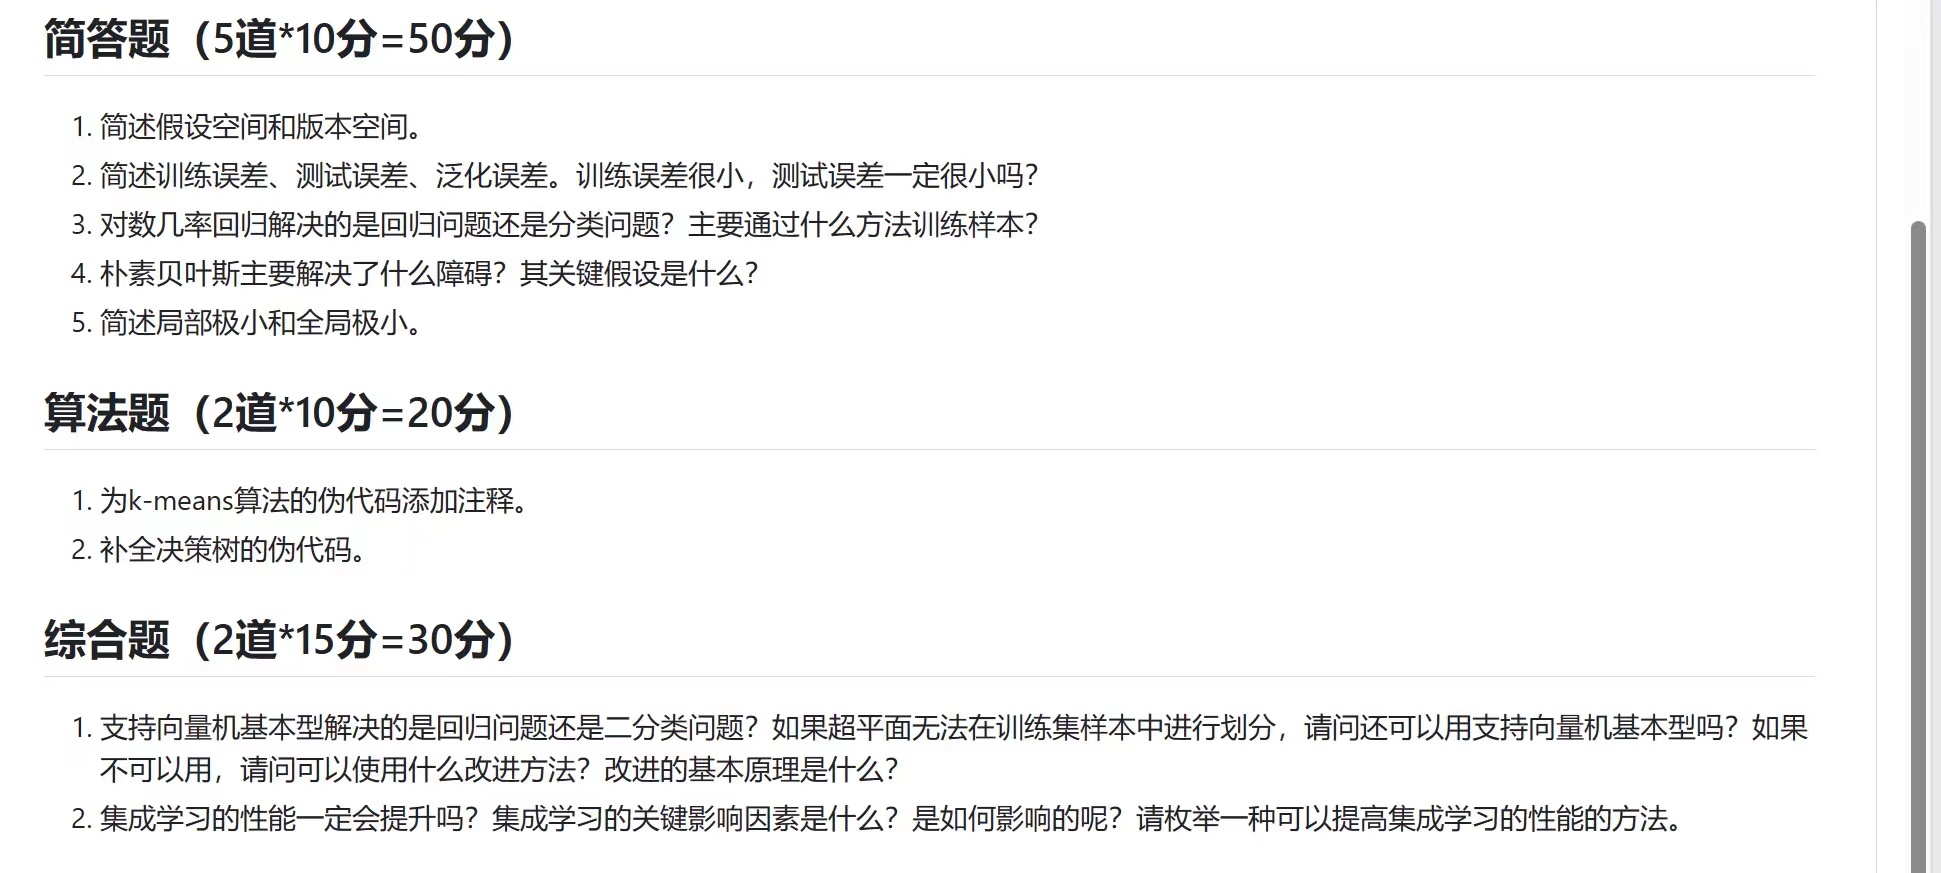 简答题（5道*10分=50分）
1. 简述假设空间和版本空间。
2. 简述训练误差、测试误差、泛化误差。训练误差很小，测试误差一定很小吗？
3. 对数几率回归解决的是回归问题还是分类问题？主要通过什么方法训练样本？
4. 朴素贝叶斯主要解决了什么障碍？其关键假设是什么？
5. 简述局部极小和全局极小。
算法题（2道*10分=20分）
1. 为k-means算法的伪代码添加注释。
2. 补全决策树的伪代码。
综合题（2道*15分=30分）
1. 支持向量机基本型解决的是回归问题还是二分类问题？如果超平面无法在训练集样本中进行划分，请问还可以用支持向量机基本型吗？如果
不可以用，请问可以使用什么改进方法？改进的基本原理是什么？
2. 集成学习的性能一定会提升吗？集成学习的关键影响因素是什么？是如何影响的呢？请枚举一种可以提高集成学习的性能的方法。